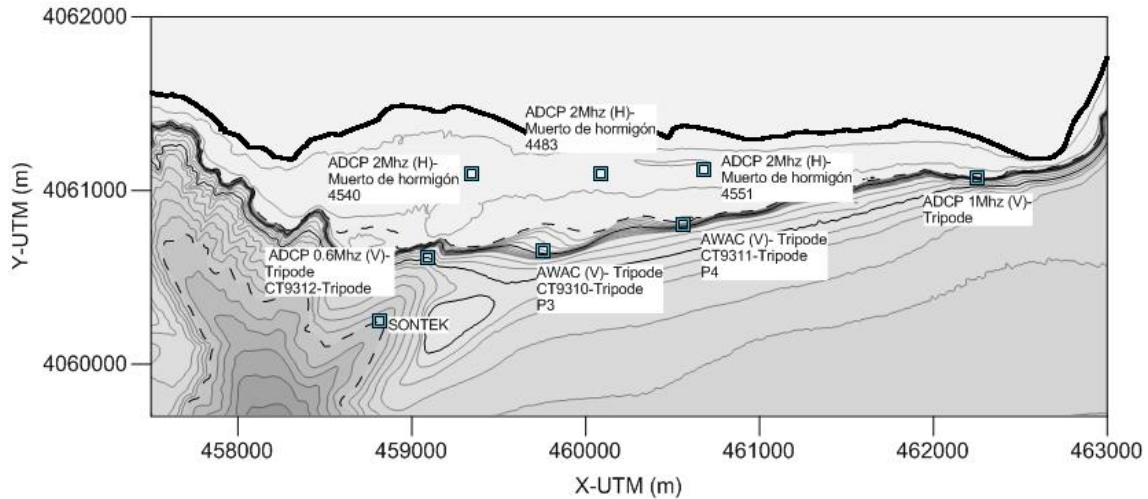 4062000
4061000
4060000
Y-UTM (m)
ADCP 2Mhz (H)-
Muerto de hormigón
4483
ADCP 2Mhz (H)-
Muerto de hormigón
4540
ADCP 2Mhz (H)-
Muerto de hormigón
4551
ADCP 1Mhz (V)-
Tripode
ADCP 0.6Mhz (V)-
Tripode
CT9312-Tripode
AWAC (V)- Tripode
CT9310-Tripode
P3
AWAC (V)- Tripode
CT9311-Tripode
P4
SONTEK
458000
459000
460000
461000
462000
463000
X-UTM (m)